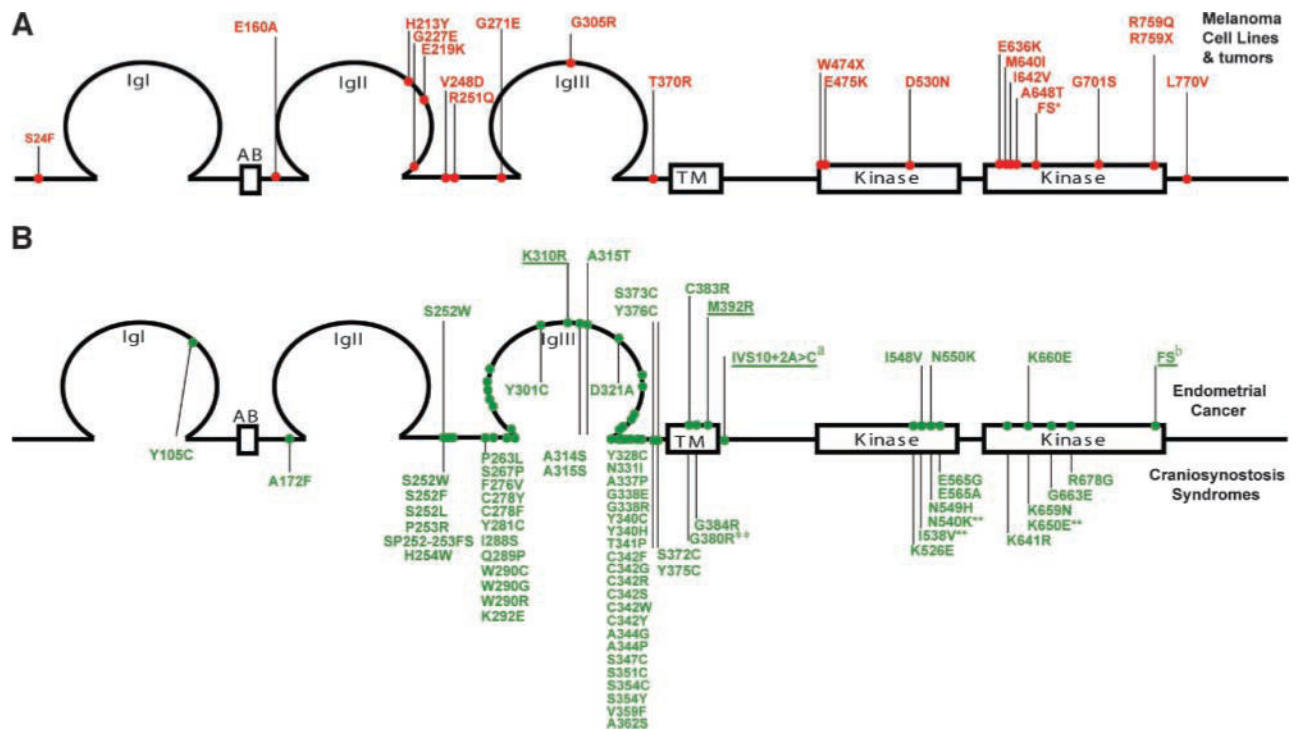 A
E160A
H213Y
G227E
E219K
G271E
G305R
R759Q
R759X
Melanoma
Cell Lines
& tumors
IgI
IgII
IgIII
V248D
R251Q
T370R
W474X
E475K
D530N
E636K
M640I
I642V
A648T
FS*
G701S
L770V
S24F
AB
TM
Kinase
Kinase
B
K310R
A315T
S252W
S373C
Y376C
C383R
M392R
IgI
IgII
IgIII
IVS10+2A>Ca
I548V
N550K
K660E
FSb
Y301C
D321A
Endometrial
Cancer
AB
TM
Kinase
Kinase
Y105C
A172F
A314S
A315S
Craniosynostosis
Syndromes
S252W
S252F
S252L
P253R
SP252-253FS
H254W
P263L
S267P
F276V
C278Y
C278F
Y281C
I288S
Q289P
W290C
W290G
W290R
K292E
Y328C
N331I
A337P
G338E
G338R
Y340C
Y340H
T341P
C342F
C342G
C342R
C342S
C342W
C342Y
A344G
A344P
S347C
S351C
S354C
S354Y
V359F
A362S
S372C
Y375C
G384R
G380R**
E565G
E565A
N549H
N540K**
I538V**
K526E
R678G
G663E
K659N
K650E**
K641R